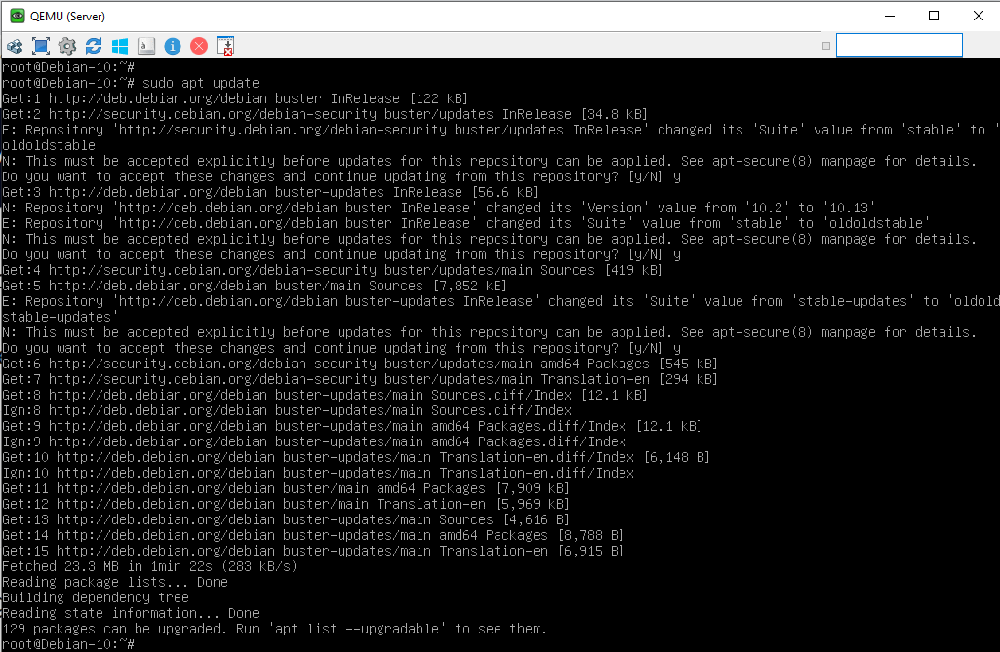 QEMU (Server)
root@Debian-10:~#
root@Debian-10:~# sudo apt update
Get:1 http://deb.debian.org/debian buster InRelease [122 kB]
Get:2 http://security.debian.org/debian-security buster/updates InRelease [34.8 kB]
E: Repository 'http://security.debian.org/debian-security buster/updates InRelease' changed its 'Suite' value from 'stable' to '
oldoldstable'
N: This must be accepted explicitly before updates for this repository can be applied. See apt-secure(8) manpage for details.
Do you want to accept these changes and continue updating from this repository? [y/N] y
Get:3 http://deb.debian.org/debian buster-updates InRelease [56.6 kB]
N: Repository 'http://deb.debian.org/debian buster InRelease' changed its 'Version' value from '10.2' to '10.13'
E: Repository 'http://deb.debian.org/debian buster InRelease' changed its 'Suite' value from 'stable' to 'oldoldstable'
N: This must be accepted explicitly before updates for this repository can be applied. See apt-secure(8) manpage for details.
Do you want to accept these changes and continue updating from this repository? [y/N] y
Get:4 http://security.debian.org/debian-security buster/updates/main Sources [419 kB]
Get:5 http://deb.debian.org/debian buster/main Sources [7,852 kB]
E: Repository 'http://deb.debian.org/debian buster-updates InRelease' changed its 'Suite' value from 'stable-updates' to 'oldold
stable-updates'
N: This must be accepted explicitly before updates for this repository can be applied. See apt-secure(8) manpage for details.
Do you want to accept these changes and continue updating from this repository? [y/N] y
Get:6 http://security.debian.org/debian-security buster/updates/main amd64 Packages [545 kB]
Get:7 http://security.debian.org/debian-security buster/updates/main Translation-en [294 kB]
Get:8 http://deb.debian.org/debian buster-updates/main Sources.diff/Index [12.1 kB]
Ign:8 http://deb.debian.org/debian buster-updates/main Sources.diff/Index
Get:9 http://deb.debian.org/debian buster-updates/main amd64 Packages.diff/Index [12.1 kB]
Ign:9 http://deb.debian.org/debian buster-updates/main amd64 Packages.diff/Index
Get:10 http://deb.debian.org/debian buster-updates/main Translation-en.diff/Index [6,148 B]
Ign:10 http://deb.debian.org/debian buster-updates/main Translation-en.diff/Index
Get:11 http://deb.debian.org/debian buster/main amd64 Packages [7,909 kB]
Get:12 http://deb.debian.org/debian buster/main Translation-en [5,969 kB]
Get:13 http://deb.debian.org/debian buster-updates/main Sources [4,616 B]
Get:14 http://deb.debian.org/debian buster-updates/main amd64 Packages [8,788 B]
Get:15 http://deb.debian.org/debian buster-updates/main Translation-en [6,915 B]
Fetched 23.3 MB in 1min 22s (283 kB/s)
Reading package lists... Done
Building dependency tree
Reading state information... Done
129 packages can be upgraded. Run 'apt list --upgradable' to see them.
root@Debian-10:~#